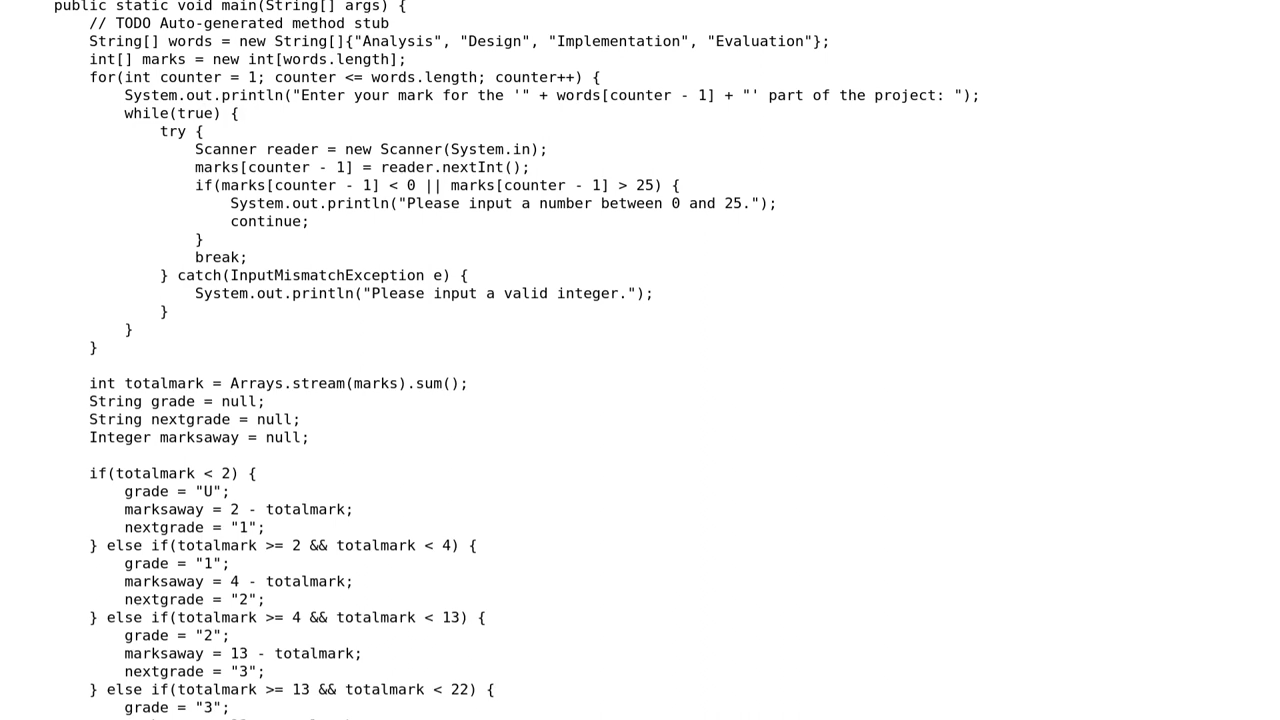 public static void main(String[] args) {
    // TODO Auto-generated method stub
    String[] words = new String[]{"Analysis", "Design", "Implementation", "Evaluation"};
    int[] marks = new int[words.length];
    for(int counter = 1; counter <= words.length; counter++) {
        System.out.println("Enter your mark for the '" + words[counter - 1] + "' part of the project: ");
        while(true) {
            try {
                Scanner reader = new Scanner(System.in);
                marks[counter - 1] = reader.nextInt();
                if(marks[counter - 1] < 0 || marks[counter - 1] > 25) {
                    System.out.println("Please input a number between 0 and 25.");
                    continue;
                }
                break;
            } catch(InputMismatchException e) {
                System.out.println("Please input a valid integer.");
            }
        }
    }

    int totalmark = Arrays.stream(marks).sum();
    String grade = null;
    String nextgrade = null;
    Integer marksaway = null;

    if(totalmark < 2) {
        grade = "U";
        marksaway = 2 - totalmark;
        nextgrade = "1";
    } else if(totalmark >= 2 && totalmark < 4) {
        grade = "1";
        marksaway = 4 - totalmark;
        nextgrade = "2";
    } else if(totalmark >= 4 && totalmark < 13) {
        grade = "2";
        marksaway = 13 - totalmark;
        nextgrade = "3";
    } else if(totalmark >= 13 && totalmark < 22) {
        grade = "3";